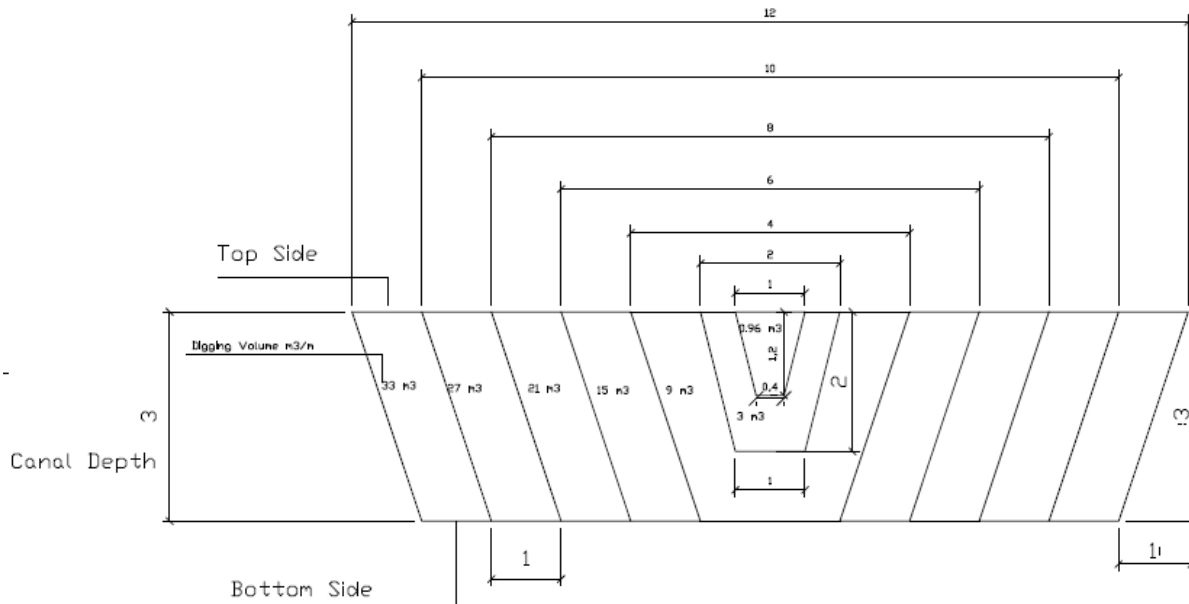 12
10
8
6
4
2
1
Top Side
0.96 m3
Digging Volume m3/m
1,2
2
33 m3
27 m3
21 m3
15 m3
9 m3
0,4
3 m3
3
3
Canal Depth
1
1
1
Bottom Side